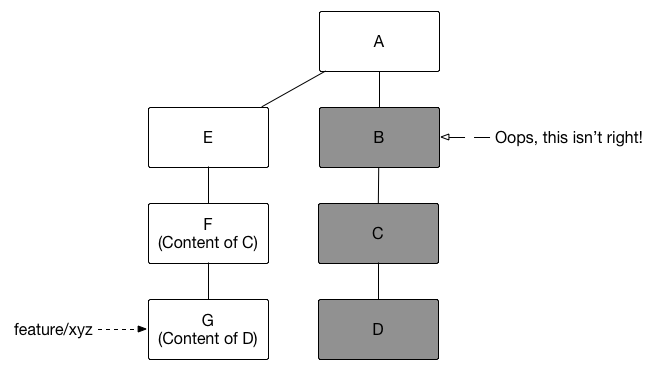 A
E
B
Oops, this isn't right!
F
(Content of C)
C
feature/xyz
G
(Content of D)
D